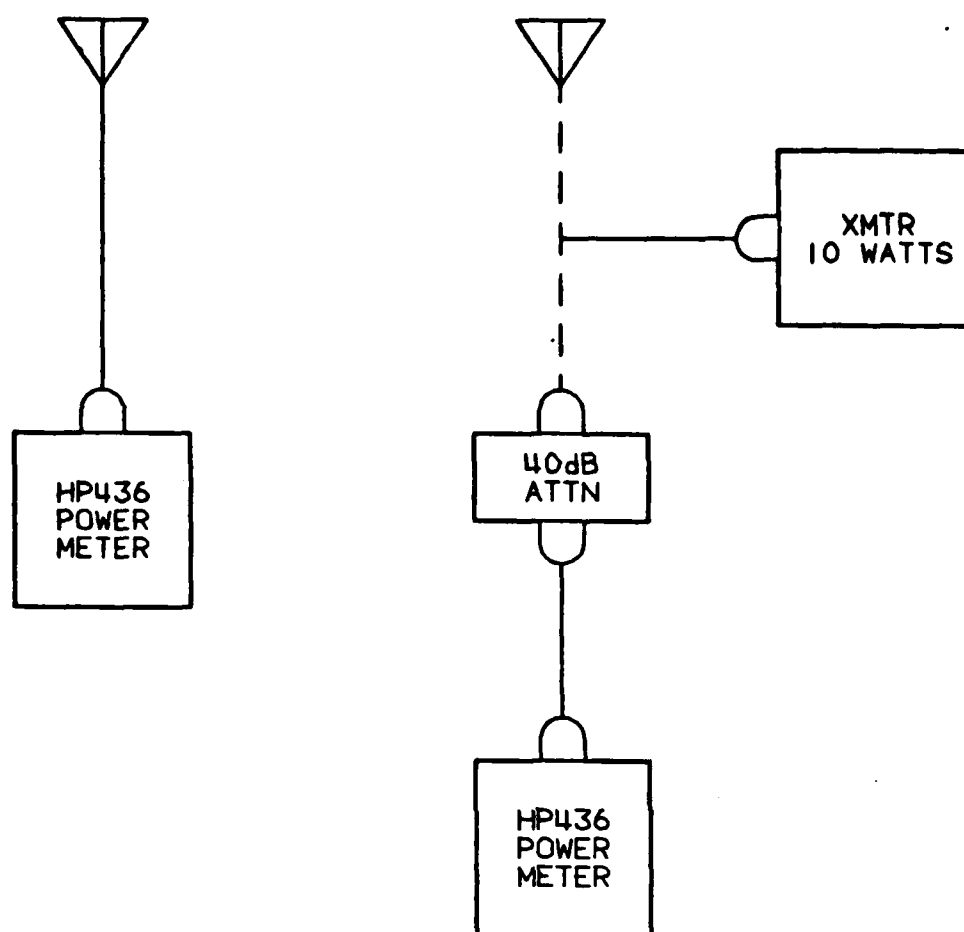 XMTR
10 WATTS
40dB
ATTN
HP436
POWER
METER
HP436
POWER
METER